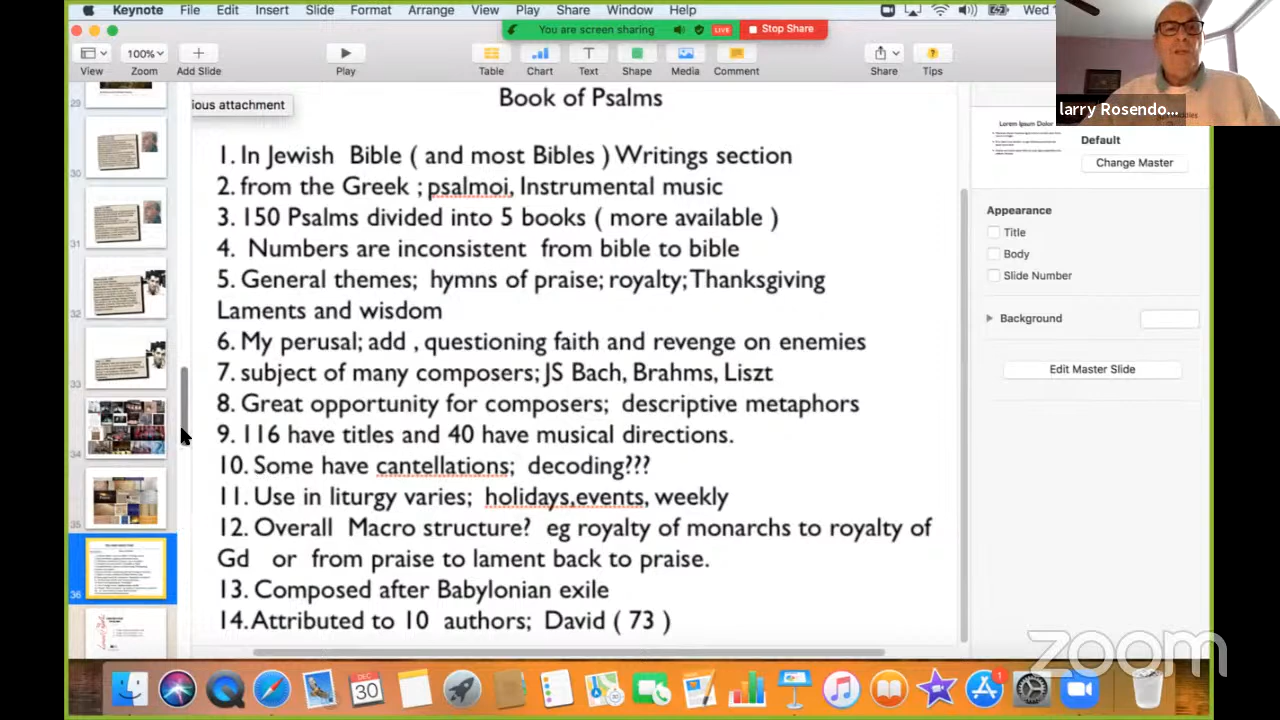 Keynote File Edit Insert Slide Format Arrange View Play Share Window Help Wed
You are screen sharing LIVE Stop Share
100%
View Zoom Add Slide Play Table Chart Text Shape Media Comment Share Tips
larry Rosendo...
ious attachment
Book of Psalms
1. In Jewish Bible ( and most Bibles ) Writings section
2. from the Greek ; psalmoi, Instrumental music
3. 150 Psalms divided into 5 books ( more available )
4. Numbers are inconsistent from bible to bible
5. General themes; hymns of praise; royalty; Thanksgiving
Laments and wisdom
6. My perusal; add , questioning faith and revenge on enemies
7. subject of many composers; JS Bach, Brahms, Liszt
8. Great opportunity for composers; descriptive metaphors
9. 116 have titles and 40 have musical directions.
10. Some have cantellations; decoding???
11. Use in liturgy varies; holidays,events, weekly
12. Overall Macro structure? eg royalty of monarchs to royalty of
Gd or from praise to lament back to praise.
13. Composed after Babylonian exile
14. Attributed to 10 authors; David ( 73 )
29
30
31
32
33
34
35
36
Lorem Ipsum Dolor
Default
Change Master
Appearance
Title
Body
Slide Number
Background
Edit Master Slide
DEC
30
1
zoom